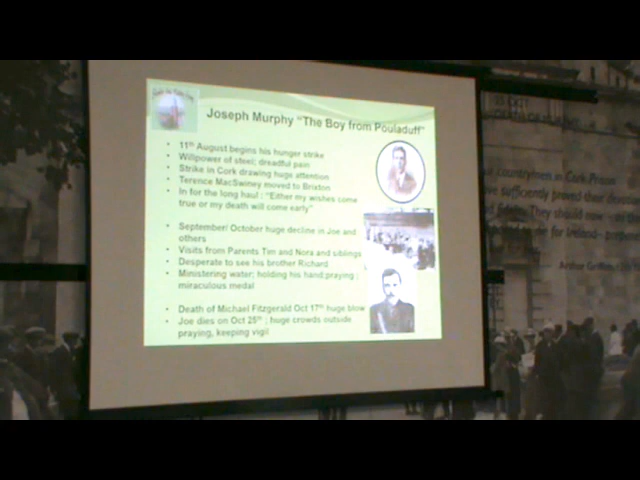 Joseph Murphy "The Boy from Pouladuff"
• 11th August begins his hunger strike
• Willpower of steel; dreadful pain
• Strike in Cork drawing huge attention
• Terence MacSwiney moved to Brixton
• In for the long haul : "Either my wishes come
true or my death will come early"
• September/ October huge decline in Joe and
others
• Visits from Parents Tim and Nora and siblings
• Desperate to see his brother Richard
• Ministering water; holding his hand;praying ;
miraculous medal
• Death of Michael Fitzgerald Oct 17th huge blow
• Joe dies on Oct 25th ; huge crowds outside
praying, keeping vigil
countrymen in Cork Prison
sufficiently proved their
They should now
for Ireland
Arthur Griffith